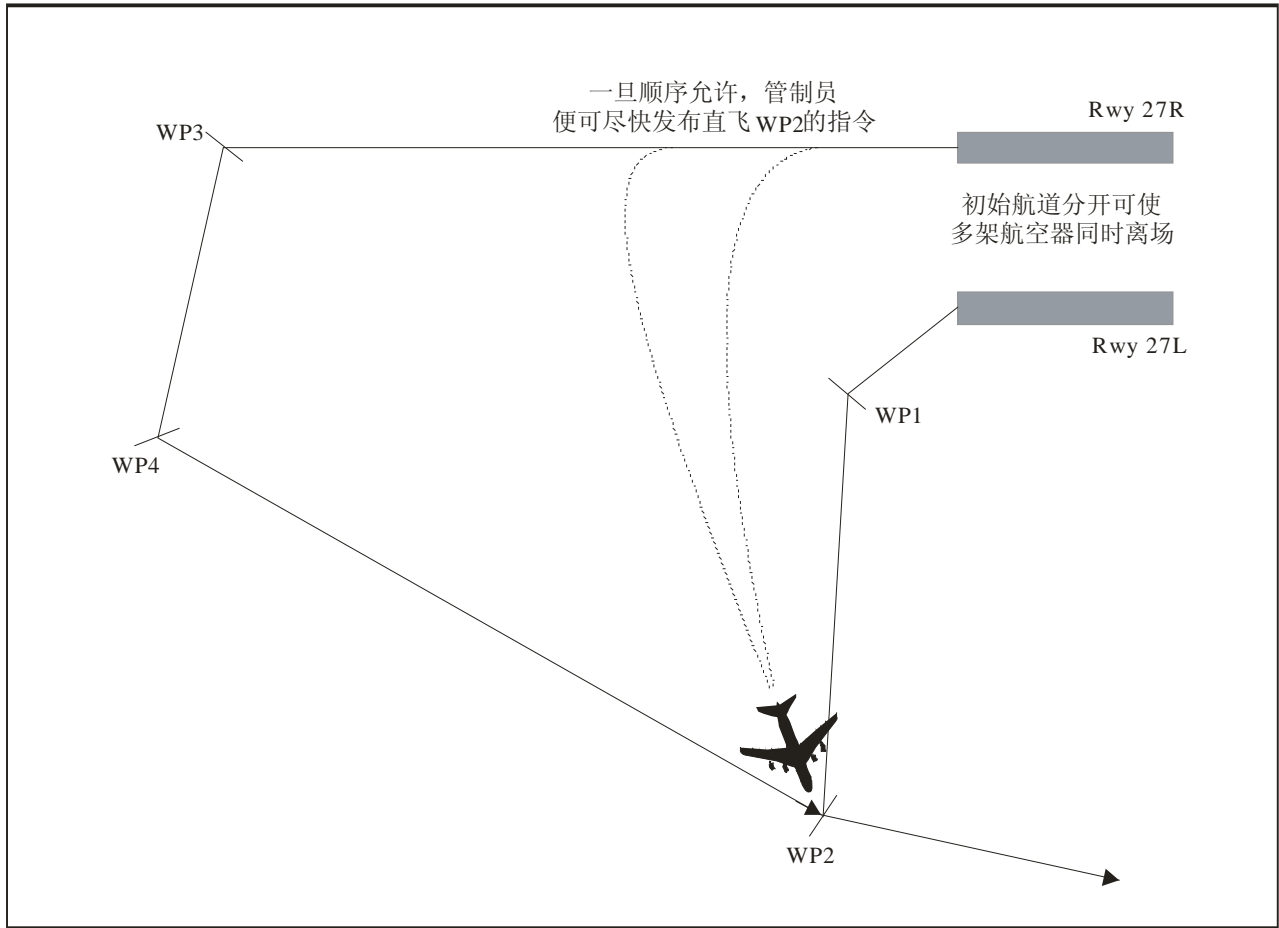 一旦顺序允许，管制员
便可尽快发布直飞 WP2的指令
Rwy 27R
WP3
初始航道分开可使
多架航空器同时离场
Rwy 27L
WP1
WP4
WP2